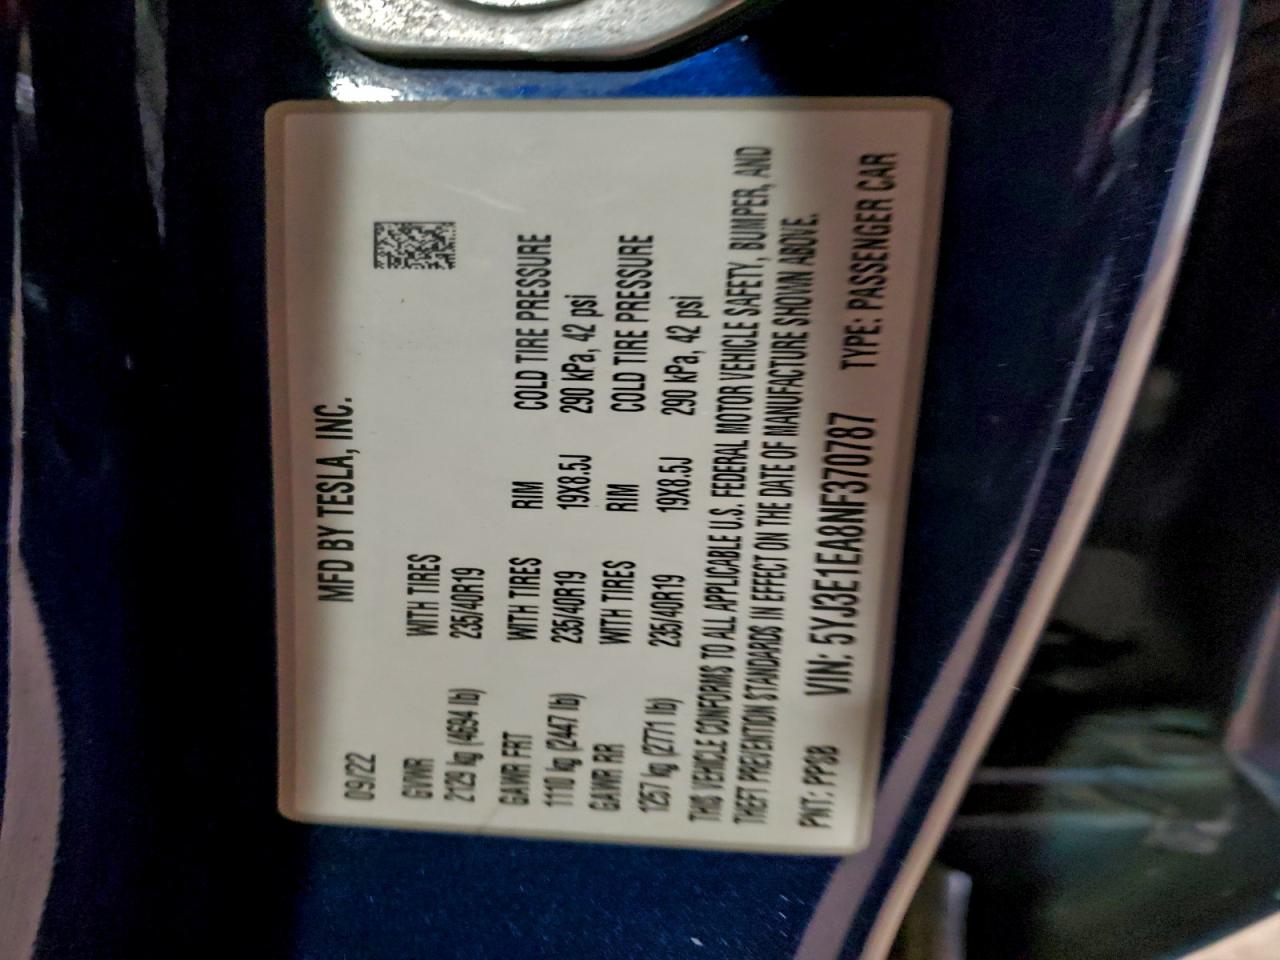 MFD BY TESLA, INC.
09/22
GVWR WITH TIRES
2129 kg (4694 lb) 235/40R19
GAWR FRT WITH TIRES RIM COLD TIRE PRESSURE
1110 kg (2447 lb) 235/40R19 19X8.5J 290 kPa, 42 psi
GAWR RR WITH TIRES RIM COLD TIRE PRESSURE
1257 kg (2771 lb) 235/40R19 19X8.5J 290 kPa, 42 psi
THIS VEHICLE CONFORMS TO ALL APPLICABLE U.S. FEDERAL MOTOR VEHICLE SAFETY, BUMPER, AND
THEFT PREVENTION STANDARDS IN EFFECT ON THE DATE OF MANUFACTURE SHOWN ABOVE.
PNT: PPSB VIN: 5YJ3E1EA8NF370787 TYPE: PASSENGER CAR